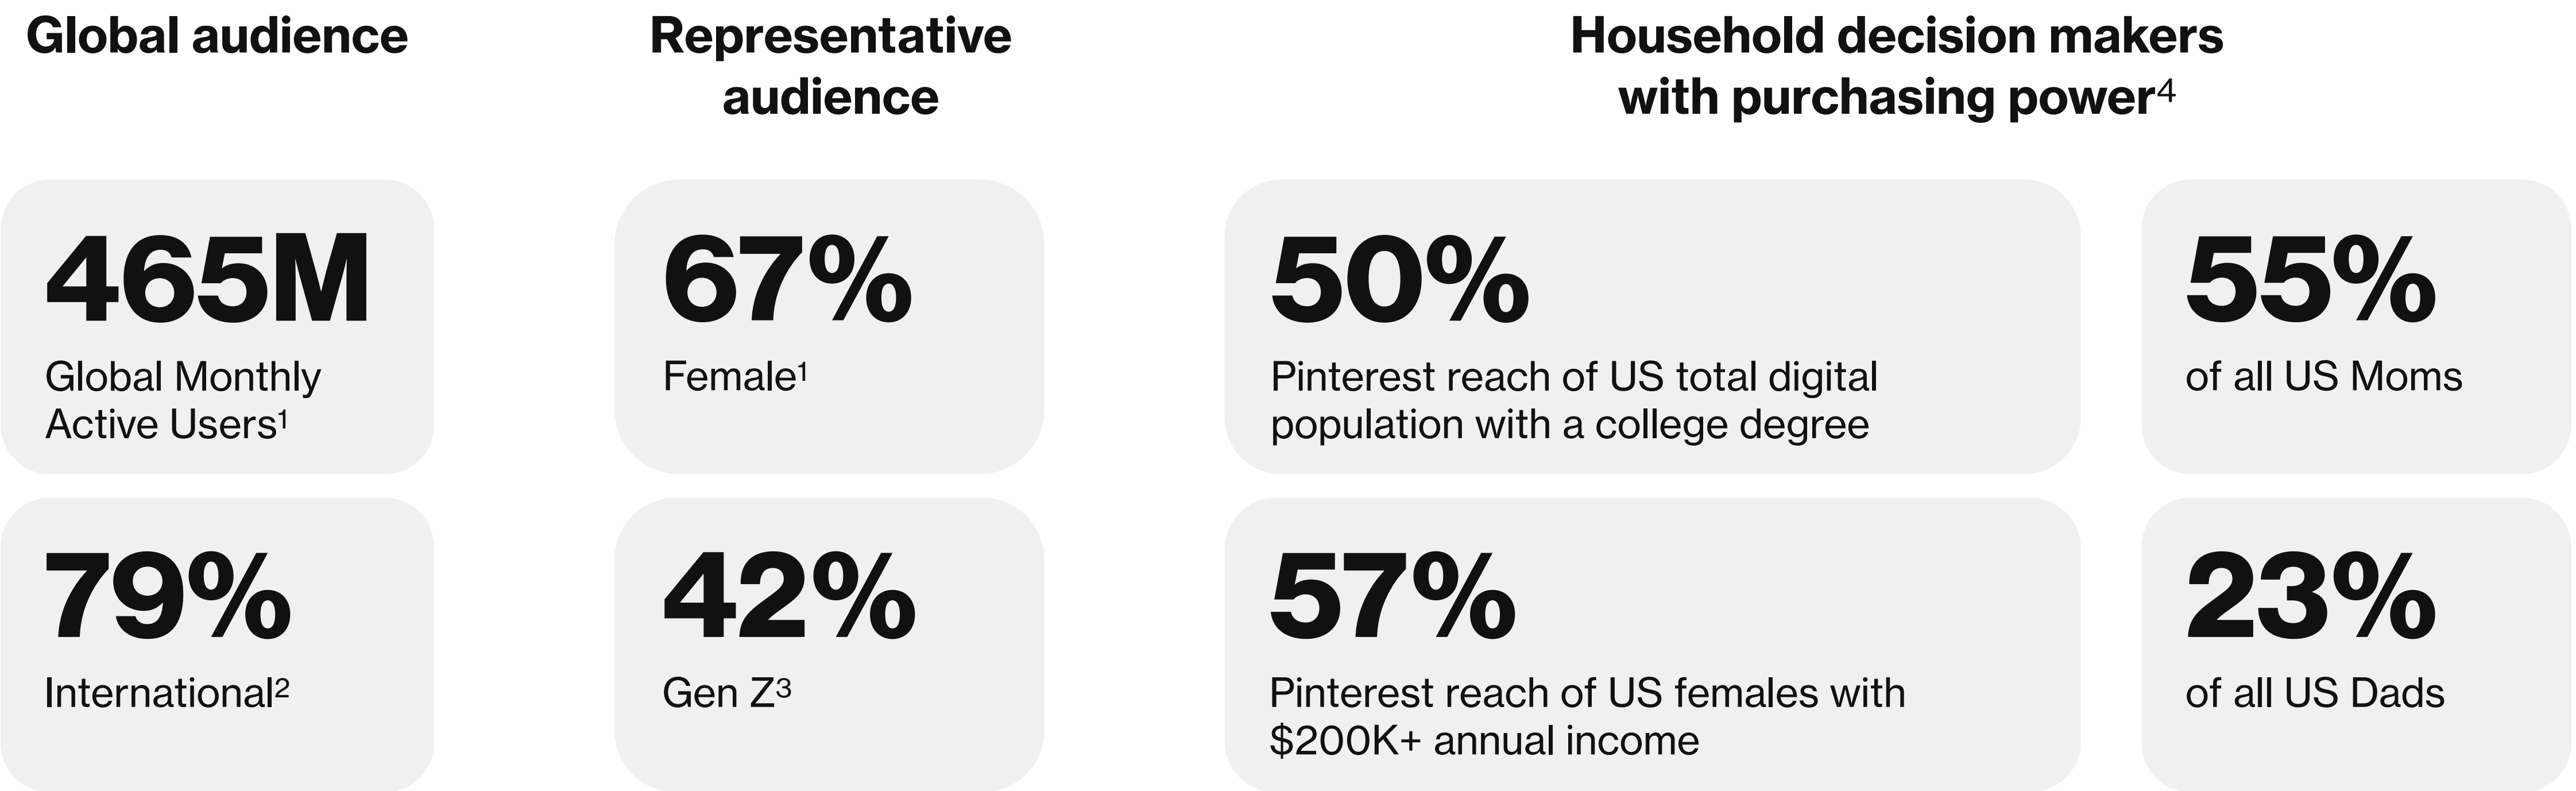 Global audience
465M
Global Monthly
Active Users¹
79%
International²
Representative
audience
67%
Female¹
42%
Gen Z³
Household decision makers
with purchasing power⁴
50%
Pinterest reach of US total digital
population with a college degree
55%
of all US Moms
57%
Pinterest reach of US females with
$200K+ annual income
23%
of all US Dads